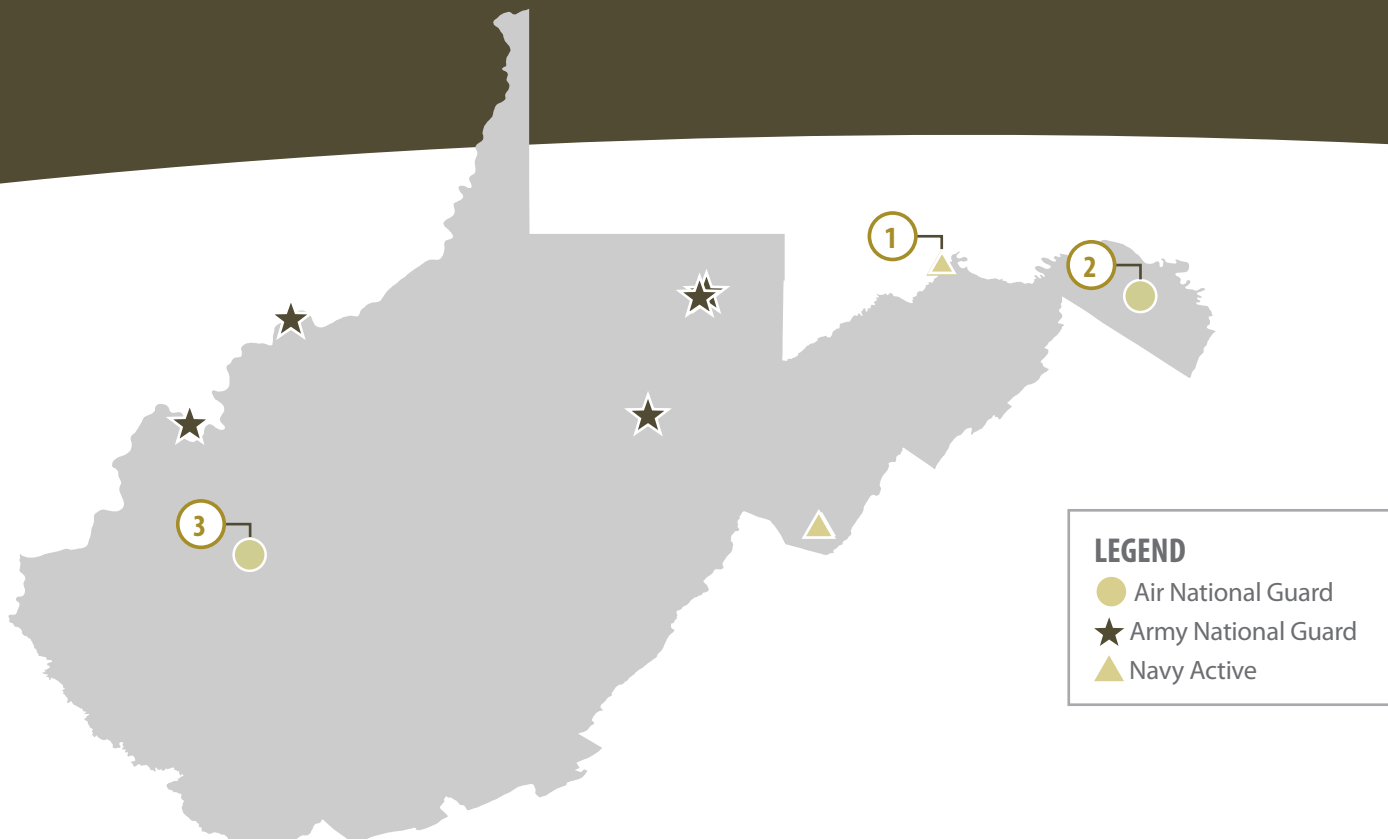 1
2
3
LEGEND
Air National Guard
Army National Guard
Navy Active